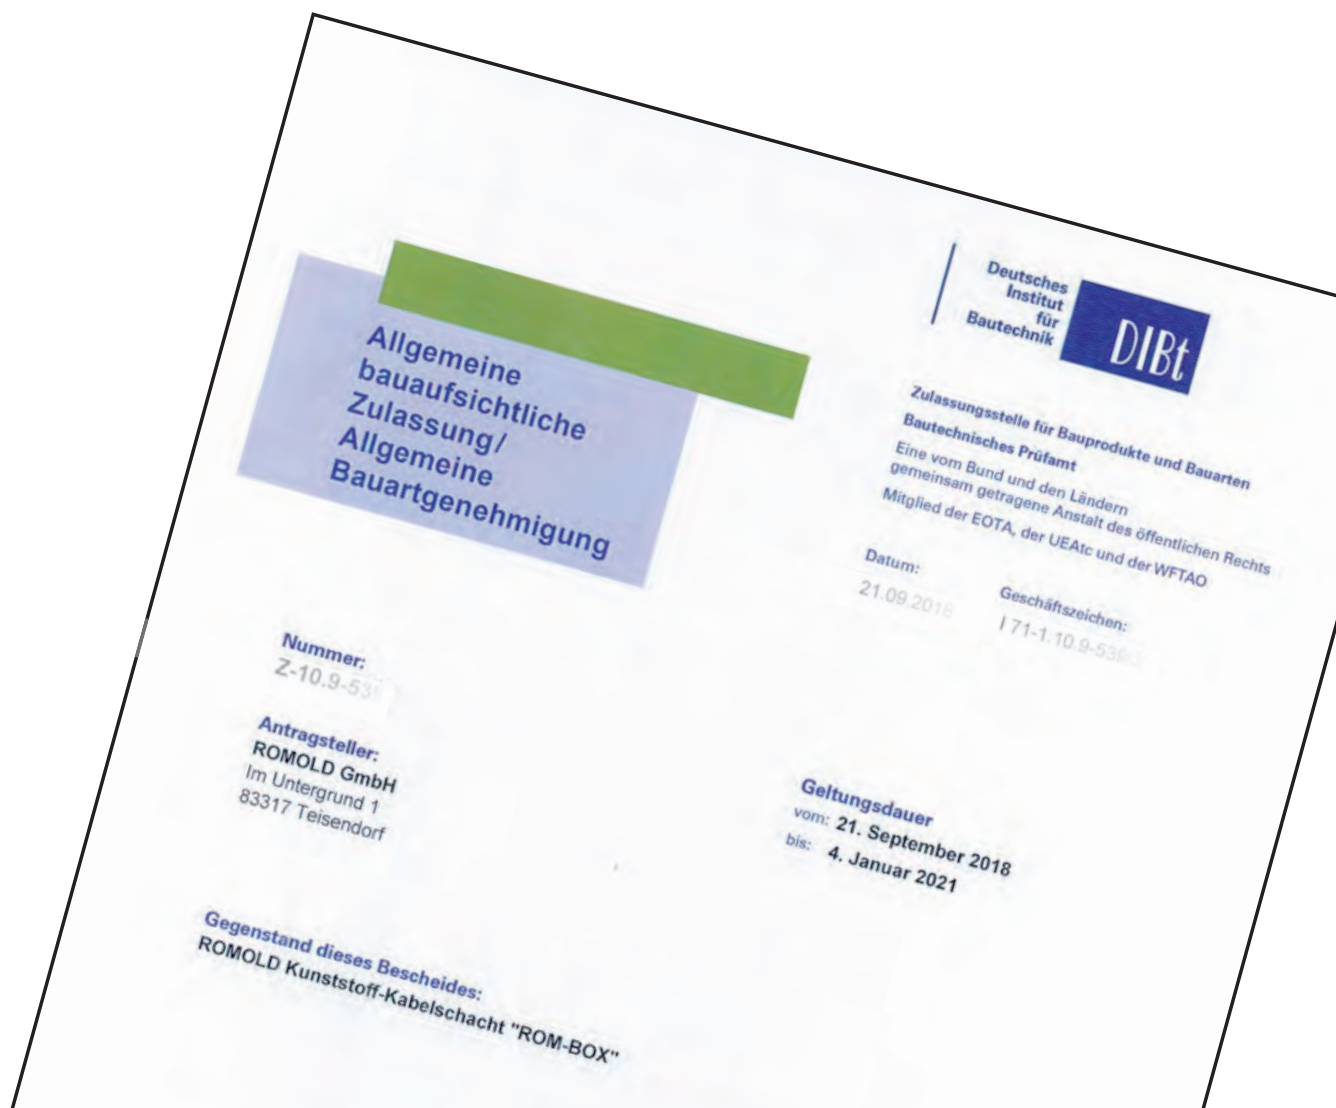 Deutsches
Institut
für
Bautechnik
DIBt
Allgemeine
bauaufsichtliche
Zulassung/
Allgemeine
Bauartgenehmigung
Zulassungsstelle für Bauprodukte und Bauarten
Bautechnisches Prüfamt
Eine vom Bund und den Ländern
gemeinsam getragene Anstalt des öffentlichen Rechts
Mitglied der EOTA, der UEAtc und der WFTAO
Datum:
21.09.2018
Geschäftszeichen:
I
Nummer:
Antragsteller:
ROMOLD GmbH
Im Untergrund 1
83317 Teisendorf
Geltungsdauer
vom: 21. September 2018
bis: 4. Januar 2021
Gegenstand dieses Bescheides:
ROMOLD Kunststoff-Kabelschacht "ROM-BOX"